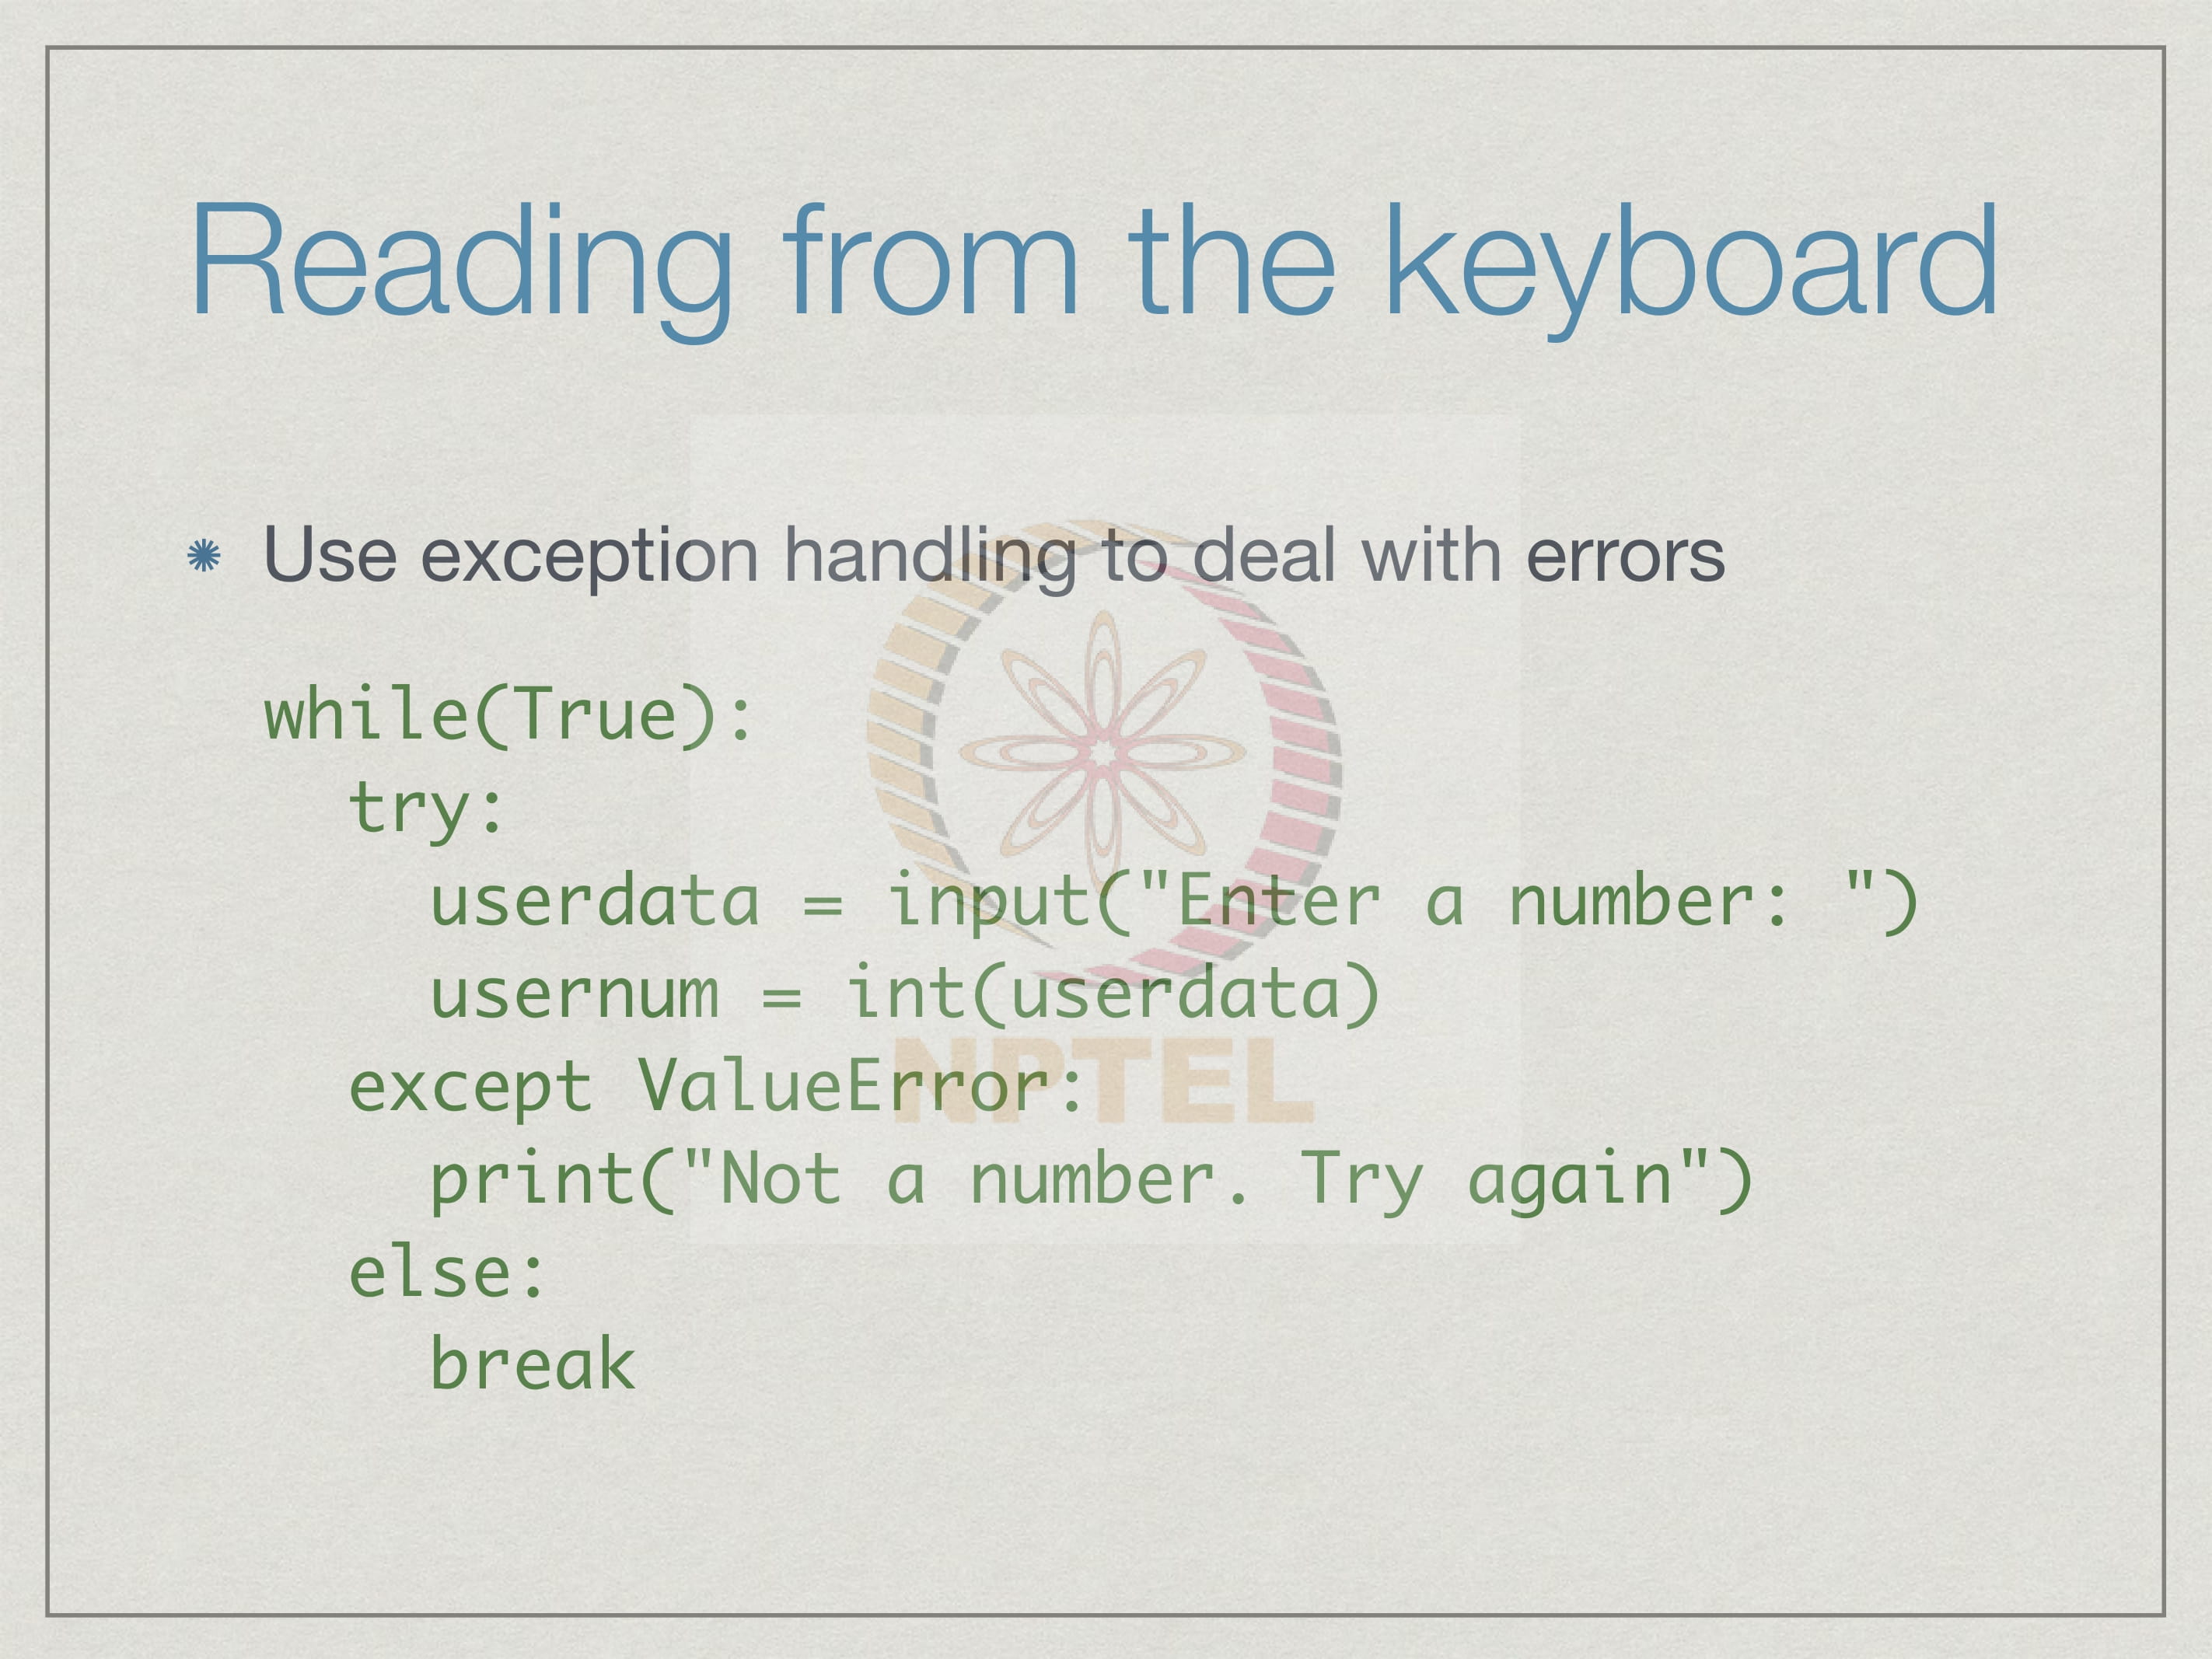 Reading from the keyboard
Use exception handling to deal with errors
while(True):
  try:
    userdata = input("Enter a number: ")
    usernum = int(userdata)
  except ValueError:
    print("Not a number. Try again")
  else:
    break
NPTEL